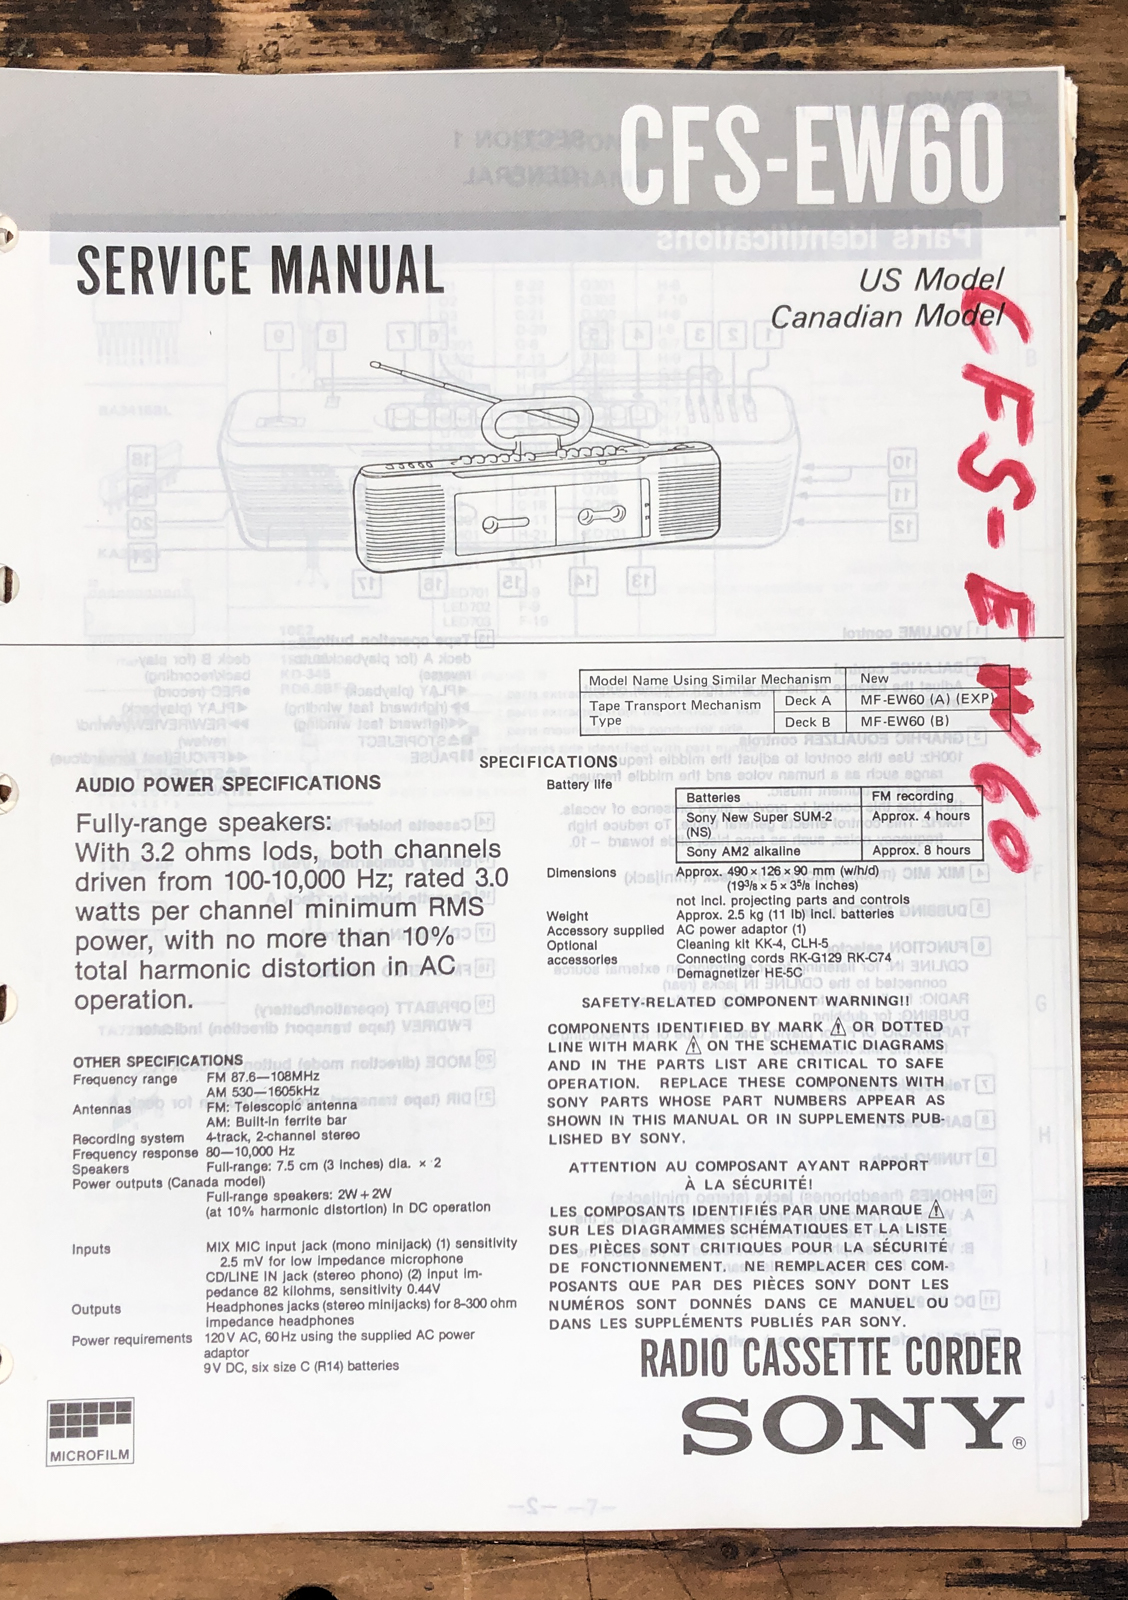 CFS-EW60
SERVICE MANUAL
US Model
Canadian Model
CFS-EW60
Model Name Using Similar Mechanism New
Tape Transport Mechanism Type Deck A MF-EW60 (A) (EXP)
Deck B MF-EW60 (B)
SPECIFICATIONS
AUDIO POWER SPECIFICATIONS
Fully-range speakers:
With 3.2 ohms lods, both channels
driven from 100-10,000 Hz; rated 3.0
watts per channel minimum RMS
power, with no more than 10%
total harmonic distortion in AC
operation.
OTHER SPECIFICATIONS
Frequency range FM 87.6—108MHz
AM 530—1605kHz
Antennas FM: Telescopic antenna
AM: Built-in ferrite bar
Recording system 4-track, 2-channel stereo
Frequency response 80—10,000 Hz
Speakers Full-range: 7.5 cm (3 inches) dia. × 2
Power outputs (Canada model)
Full-range speakers: 2W + 2W
(at 10% harmonic distortion) in DC operation
Inputs MIX MIC input jack (mono minijack) (1) sensitivity
2.5 mV for low impedance microphone
CD/LINE IN jack (stereo phono) (2) input im-
pedance 82 kilohms, sensitivity 0.44V
Outputs Headphones jacks (stereo minijacks) for 8-300 ohm
impedance headphones
Power requirements 120V AC, 60Hz using the supplied AC power
adaptor
9V DC, six size C (R14) batteries
MICROFILM
Battery life
Batteries FM recording
Sony New Super SUM-2 Approx. 4 hours
(NS)
Sony AM2 alkaline Approx. 8 hours
Dimensions Approx. 490 × 126 × 90 mm (w/h/d)
(19 3/8 × 5 × 3 5/8 inches)
not incl. projecting parts and controls
Weight Approx. 2.5 kg (11 lb) incl. batteries
Accessory supplied AC power adaptor (1)
Optional Cleaning kit KK-4, CLH-5
accessories Connecting cords RK-G129 RK-C74
Demagnetizer HE-5C
SAFETY-RELATED COMPONENT WARNING!!
COMPONENTS IDENTIFIED BY MARK ⚠ OR DOTTED
LINE WITH MARK ⚠ ON THE SCHEMATIC DIAGRAMS
AND IN THE PARTS LIST ARE CRITICAL TO SAFE
OPERATION. REPLACE THESE COMPONENTS WITH
SONY PARTS WHOSE PART NUMBERS APPEAR AS
SHOWN IN THIS MANUAL OR IN SUPPLEMENTS PUB-
LISHED BY SONY.
ATTENTION AU COMPOSANT AYANT RAPPORT
À LA SÉCURITÉ!
LES COMPOSANTS IDENTIFIÉS PAR UNE MARQUE ⚠
SUR LES DIAGRAMMES SCHÉMATIQUES ET LA LISTE
DES PIÈCES SONT CRITIQUES POUR LA SÉCURITÉ
DE FONCTIONNEMENT. NE REMPLACER CES COM-
POSANTS QUE PAR DES PIÈCES SONY DONT LES
NUMÉROS SONT DONNÉS DANS CE MANUEL OU
DANS LES SUPPLÉMENTS PUBLIÉS PAR SONY.
RADIO CASSETTE CORDER
SONY®